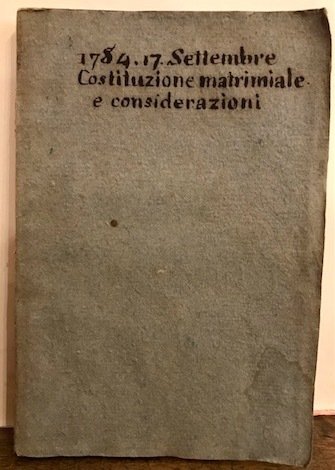 1784.17. Settembre
Costituzione matrimiale
e considerazioni